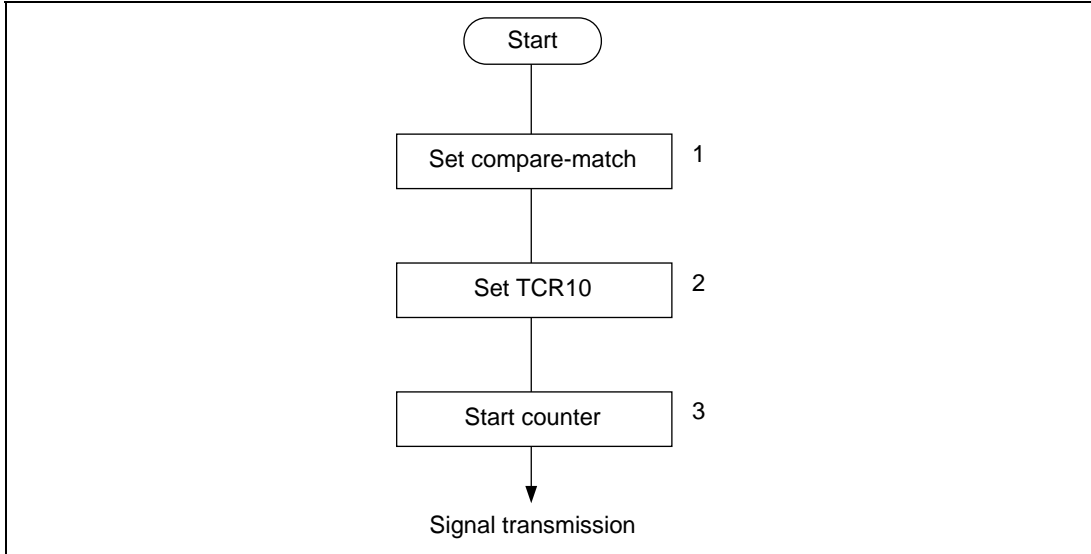 Start
Set compare-match 1
Set TCR10 2
Start counter 3
Signal transmission